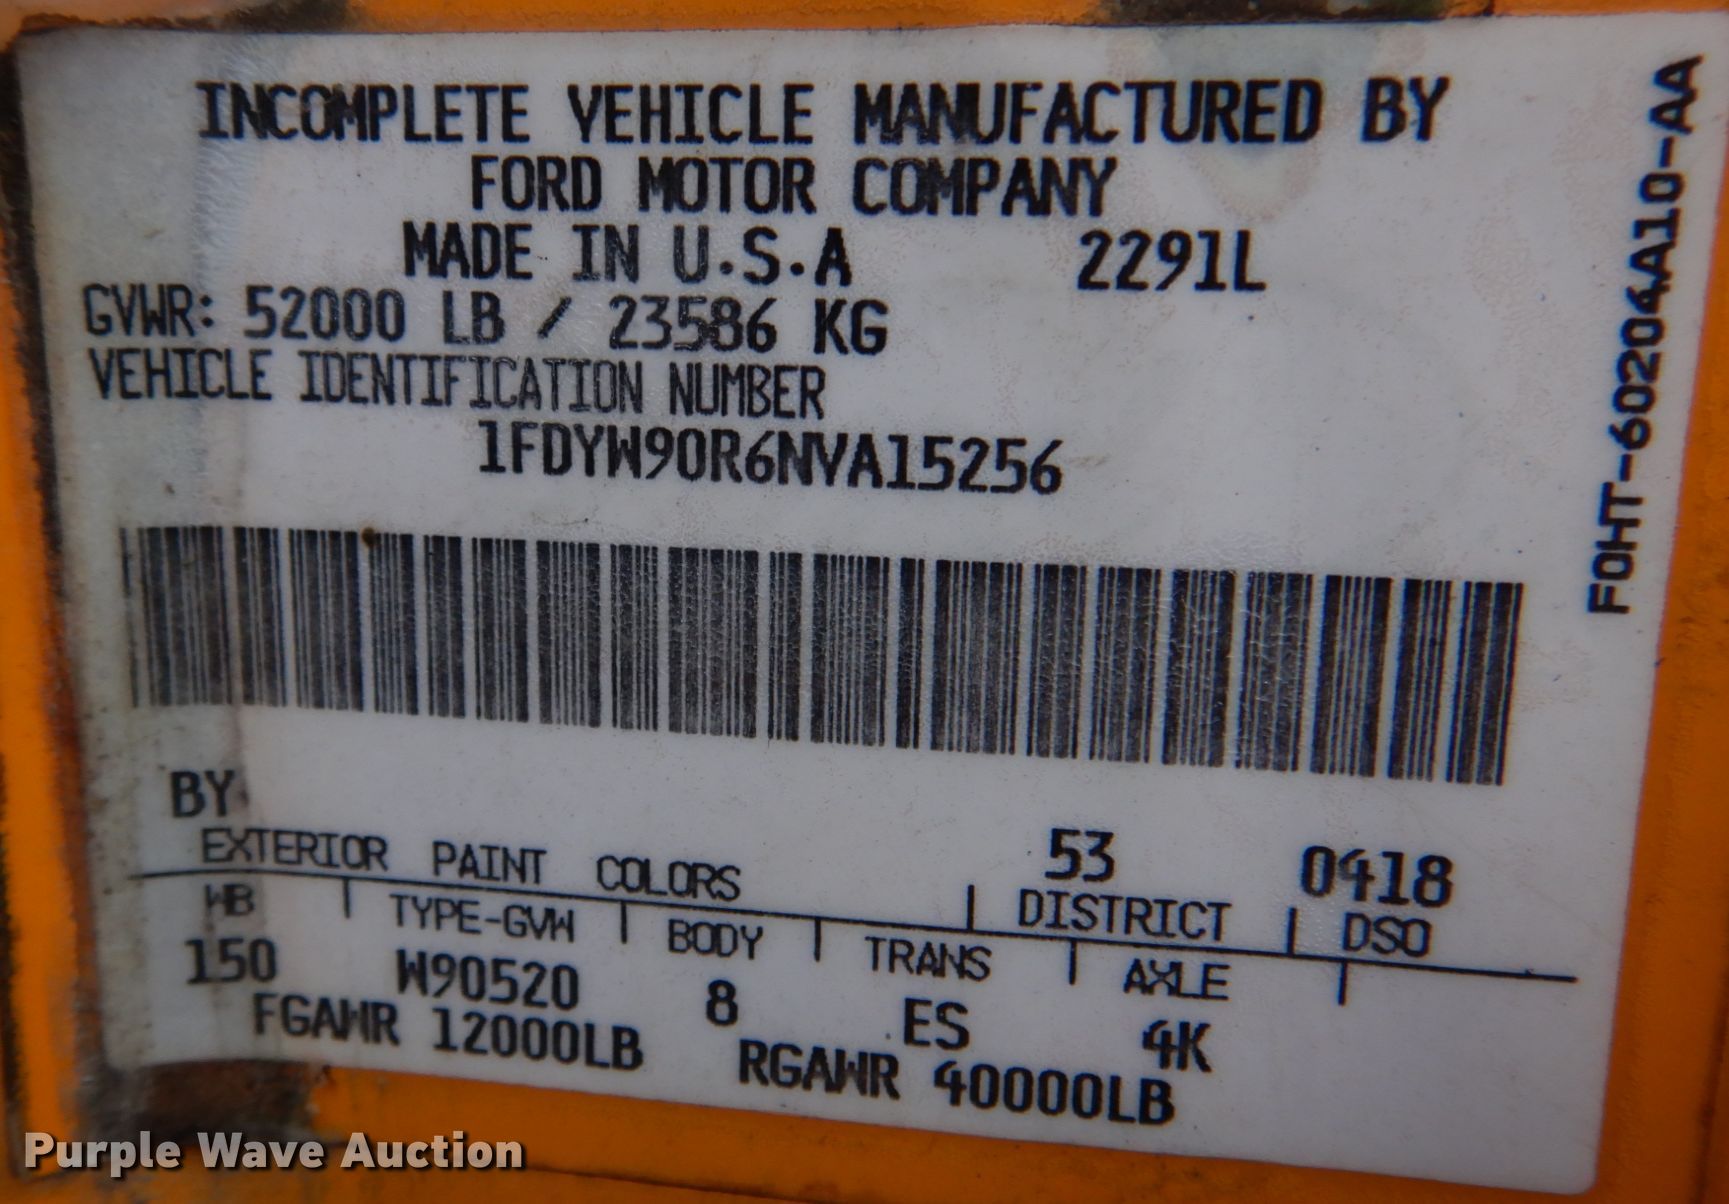 INCOMPLETE VEHICLE MANUFACTURED BY
FORD MOTOR COMPANY
MADE IN U.S.A 2291L
GVWR: 52000 LB / 23586 KG
VEHICLE IDENTIFICATION NUMBER
1FDYW90R6NVA15256
BY
53 0418
EXTERIOR PAINT COLORS DISTRICT DSO
WB TYPE-GVW BODY TRANS AXLE
150 W90520 8 ES 4K
FGAWR 12000LB RGAWR 40000LB
F0HT-60204A10-AA
Purple Wave Auction